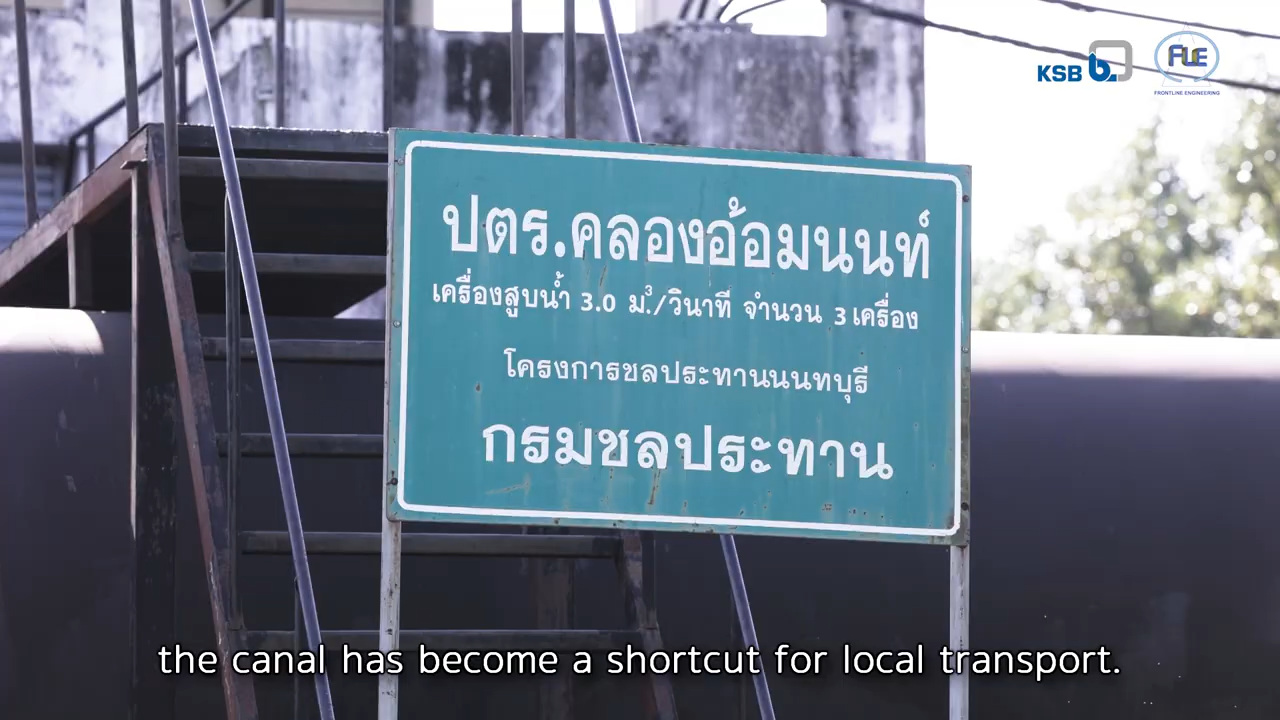 KSB b.
FLE
FRONTLINE ENGINEERING
ปตร.คลองอ้อมนนท์
เครื่องสูบน้ำ 3.0 ม.³/วินาที จำนวน 3 เครื่อง
โครงการชลประทานนนทบุรี
กรมชลประทาน
the canal has become a shortcut for local transport.